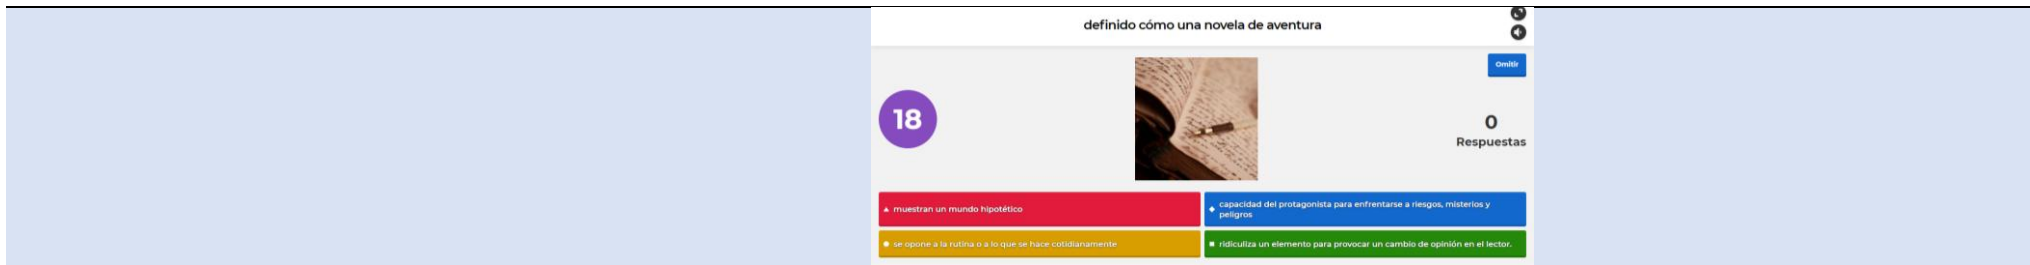 definido cómo una novela de aventura
Omitir
18
0
Respuestas
muestran un mundo hipotético
capacidad del protagonista para enfrentarse a riesgos, misterios y
peligros
se opone a la rutina o a lo que se hace cotidianamente
ridiculiza un elemento para provocar un cambio de opinión en el lector.